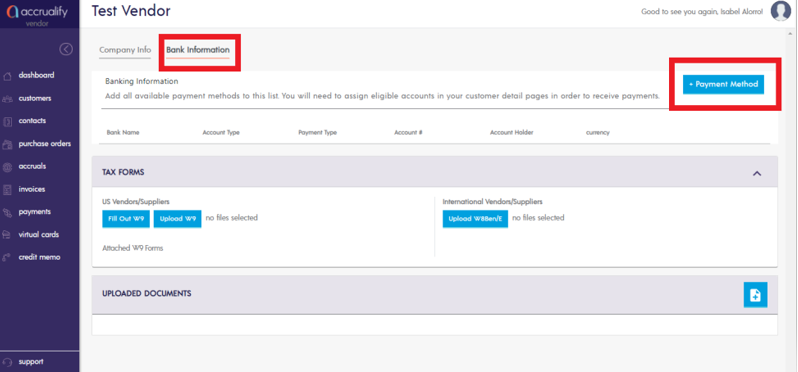 accrualify
vendor
Test Vendor
Good to see you again, Isabel Alorro!
Company Info
Bank Information
dashboard
customers
contacts
purchase orders
accruals
invoices
payments
virtual cards
credit memo
support
Banking Information
Add all available payment methods to this list. You will need to assign eligible accounts in your customer detail pages in order to receive payments.
+ Payment Method
Bank Name Account Type Payment Type Account # Account Holder currency
TAX FORMS
US Vendors/Suppliers
Fill Out W9 Upload W9 no files selected
Attached W9 Forms
International Vendors/Suppliers
Upload W8Ben/E no files selected
UPLOADED DOCUMENTS